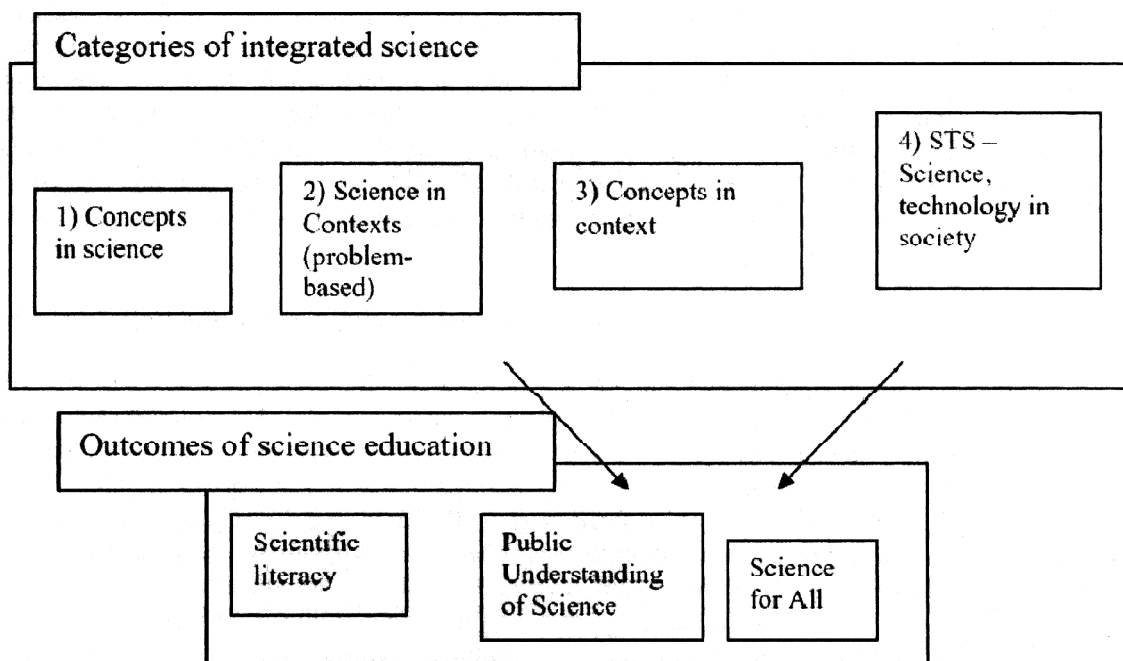 Categories of integrated science
1) Concepts
in science
2) Science in
Contexts
(problem-
based)
3) Concepts in
context
4) STS –
Science,
technology in
society
Outcomes of science education
Scientific
literacy
Public
Understanding
of Science
Science
for All